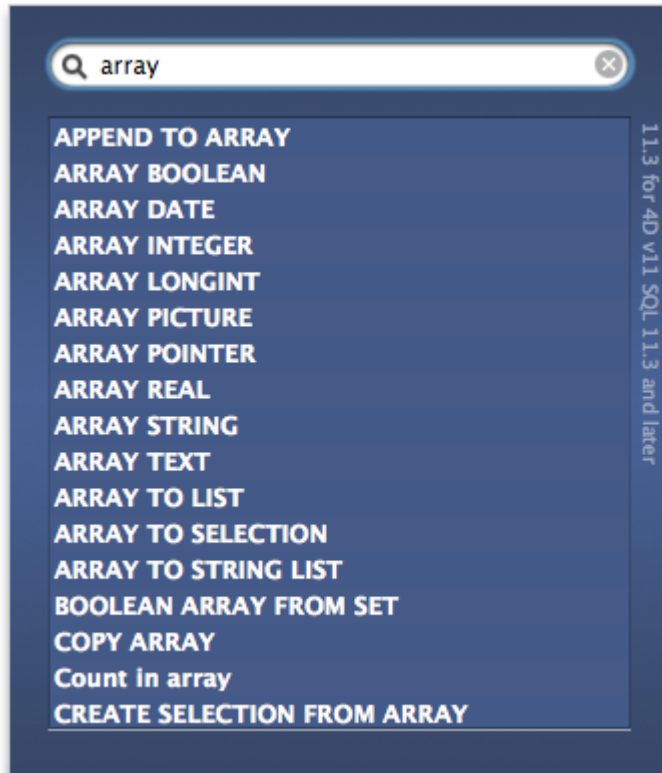 array
APPEND TO ARRAY
ARRAY BOOLEAN
ARRAY DATE
ARRAY INTEGER
ARRAY LONGINT
ARRAY PICTURE
ARRAY POINTER
ARRAY REAL
ARRAY STRING
ARRAY TEXT
ARRAY TO LIST
ARRAY TO SELECTION
ARRAY TO STRING LIST
BOOLEAN ARRAY FROM SET
COPY ARRAY
Count in array
CREATE SELECTION FROM ARRAY
11.3 for 4D v11 SQL 11.3 and later